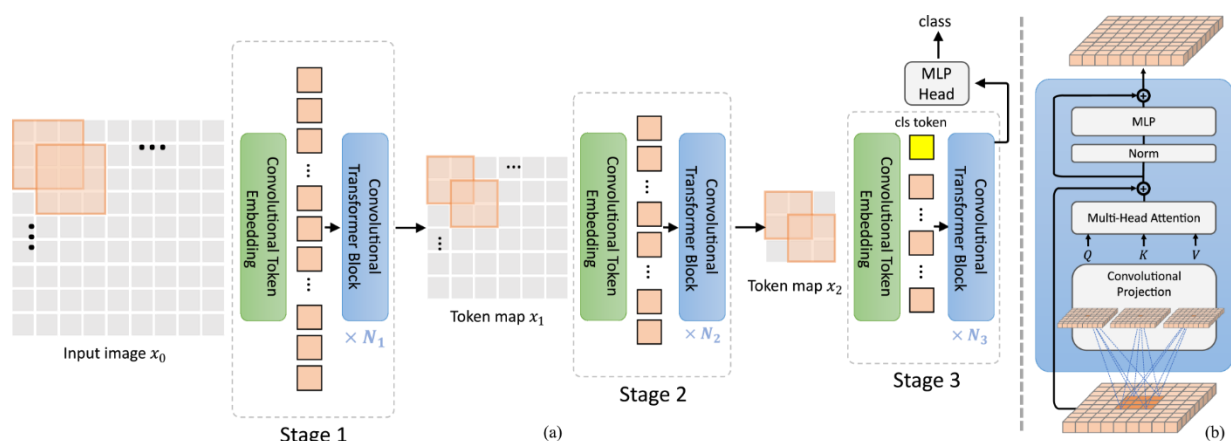 Input image x₀
Convolutional Token
Embedding
...
...
Convolutional
Transformer Block
× N₁
Stage 1
...
...
Token map x₁
Convolutional Token
Embedding
...
...
Convolutional
Transformer Block
× N₂
Stage 2
Token map x₂
class
MLP
Head
cls token
Convolutional Token
Embedding
...
...
Convolutional
Transformer Block
× N₃
Stage 3
(a)
MLP
Norm
Multi-Head Attention
Q K V
Convolutional
Projection
(b)